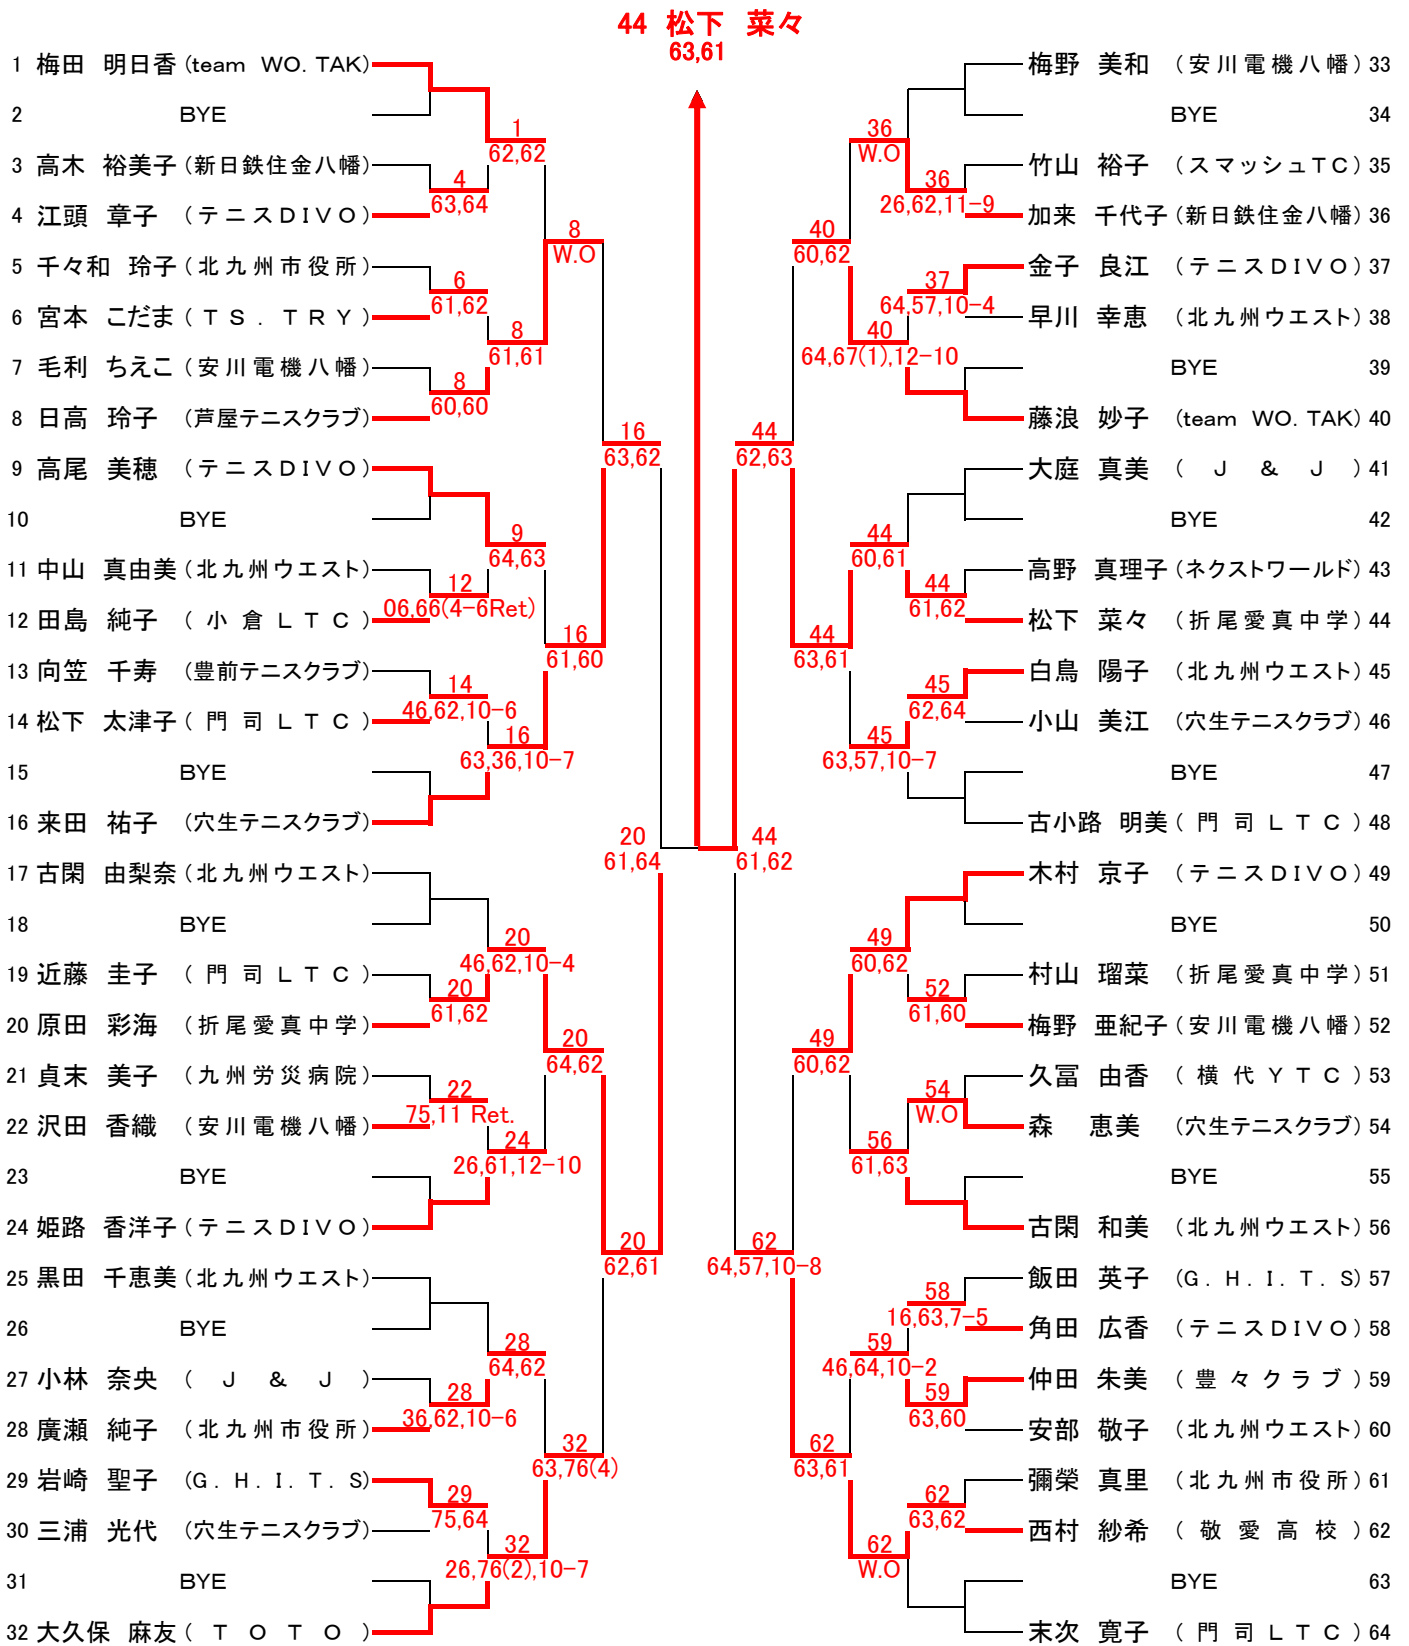 44 松下 菜々
63,61
1 梅田 明日香 (team WO. TAK)
2 BYE
3 高木 裕美子 (新日鉄住金八幡)
4 江頭 章子 (テニスDIVO)
5 千々和 玲子 (北九州市役所)
6 宮本 こだま (TS. TRY)
7 毛利 ちえこ (安川電機八幡)
8 日高 玲子 (芦屋テニスクラブ)
9 高尾 美穂 (テニスDIVO)
10 BYE
11 中山 真由美 (北九州ウエスト)
12 田島 純子 (小倉LTC)
13 向笠 千寿 (豊前テニスクラブ)
14 松下 太津子 (門司LTC)
15 BYE
16 来田 祐子 (穴生テニスクラブ)
17 古閑 由梨奈 (北九州ウエスト)
18 BYE
19 近藤 圭子 (門司LTC)
20 原田 彩海 (折尾愛真中学)
21 貞末 美子 (九州労災病院)
22 沢田 香織 (安川電機八幡)
23 BYE
24 姫路 香洋子 (テニスDIVO)
25 黒田 千恵美 (北九州ウエスト)
26 BYE
27 小林 奈央 (J & J)
28 廣瀬 純子 (北九州市役所)
29 岩崎 聖子 (G. H. I. T. S)
30 三浦 光代 (穴生テニスクラブ)
31 BYE
32 大久保 麻友 (TOTO)
4
63,64
6
61,62
8
60,60
12
06,66(4-6Ret)
14
46,62,10-6
20
61,62
22
75,11 Ret.
28
36,62,10-6
29
75,64
1
62,62
8
61,61
9
64,63
16
63,36,10-7
20
46,62,10-4
24
26,61,12-10
28
64,62
32
26,76(2),10-7
8
W.O
16
61,60
20
64,62
32
63,76(4)
16
63,62
20
62,61
20
61,64
44
61,62
44
62,63
62
64,57,10-8
40
60,62
44
63,61
49
60,62
62
63,61
36
W.O
40
64,67(1),12-10
44
60,61
45
63,57,10-7
49
60,62
56
61,63
59
46,64,10-2
62
W.O
36
26,62,11-9
37
64,57,10-4
44
61,62
45
62,64
52
61,60
54
W.O
58
16,63,7-5
59
63,60
62
63,62
梅野 美和 (安川電機八幡) 33
BYE 34
竹山 裕子 (スマッシュTC) 35
加来 千代子 (新日鉄住金八幡) 36
金子 良江 (テニスDIVO) 37
早川 幸恵 (北九州ウエスト) 38
BYE 39
藤浪 妙子 (team WO. TAK) 40
大庭 真美 (J & J) 41
BYE 42
高野 真理子 (ネクストワールド) 43
松下 菜々 (折尾愛真中学) 44
白鳥 陽子 (北九州ウエスト) 45
小山 美江 (穴生テニスクラブ) 46
BYE 47
古小路 明美 (門司LTC) 48
木村 京子 (テニスDIVO) 49
BYE 50
村山 瑠菜 (折尾愛真中学) 51
梅野 亜紀子 (安川電機八幡) 52
久冨 由香 (横代YTC) 53
森 恵美 (穴生テニスクラブ) 54
BYE 55
古閑 和美 (北九州ウエスト) 56
飯田 英子 (G. H. I. T. S) 57
角田 広香 (テニスDIVO) 58
仲田 朱美 (豊々クラブ) 59
安部 敬子 (北九州ウエスト) 60
彌榮 真里 (北九州市役所) 61
西村 紗希 (敬愛高校) 62
BYE 63
末次 寛子 (門司LTC) 64